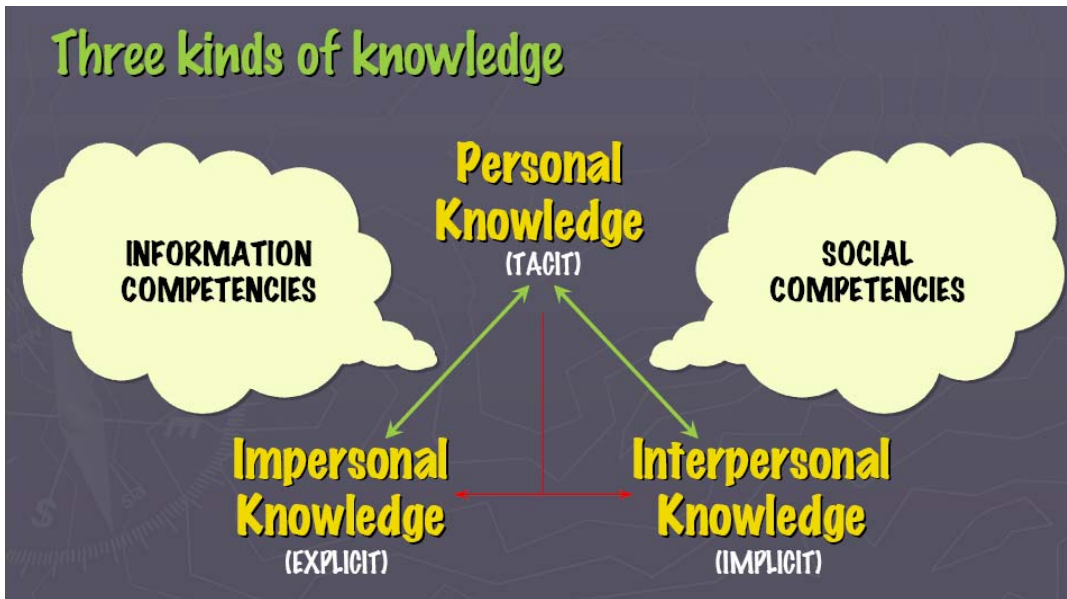 Three kinds of knowledge
Personal
Knowledge
(TACIT)
INFORMATION
COMPETENCIES
SOCIAL
COMPETENCIES
Impersonal
Knowledge
(EXPLICIT)
Interpersonal
Knowledge
(IMPLICIT)